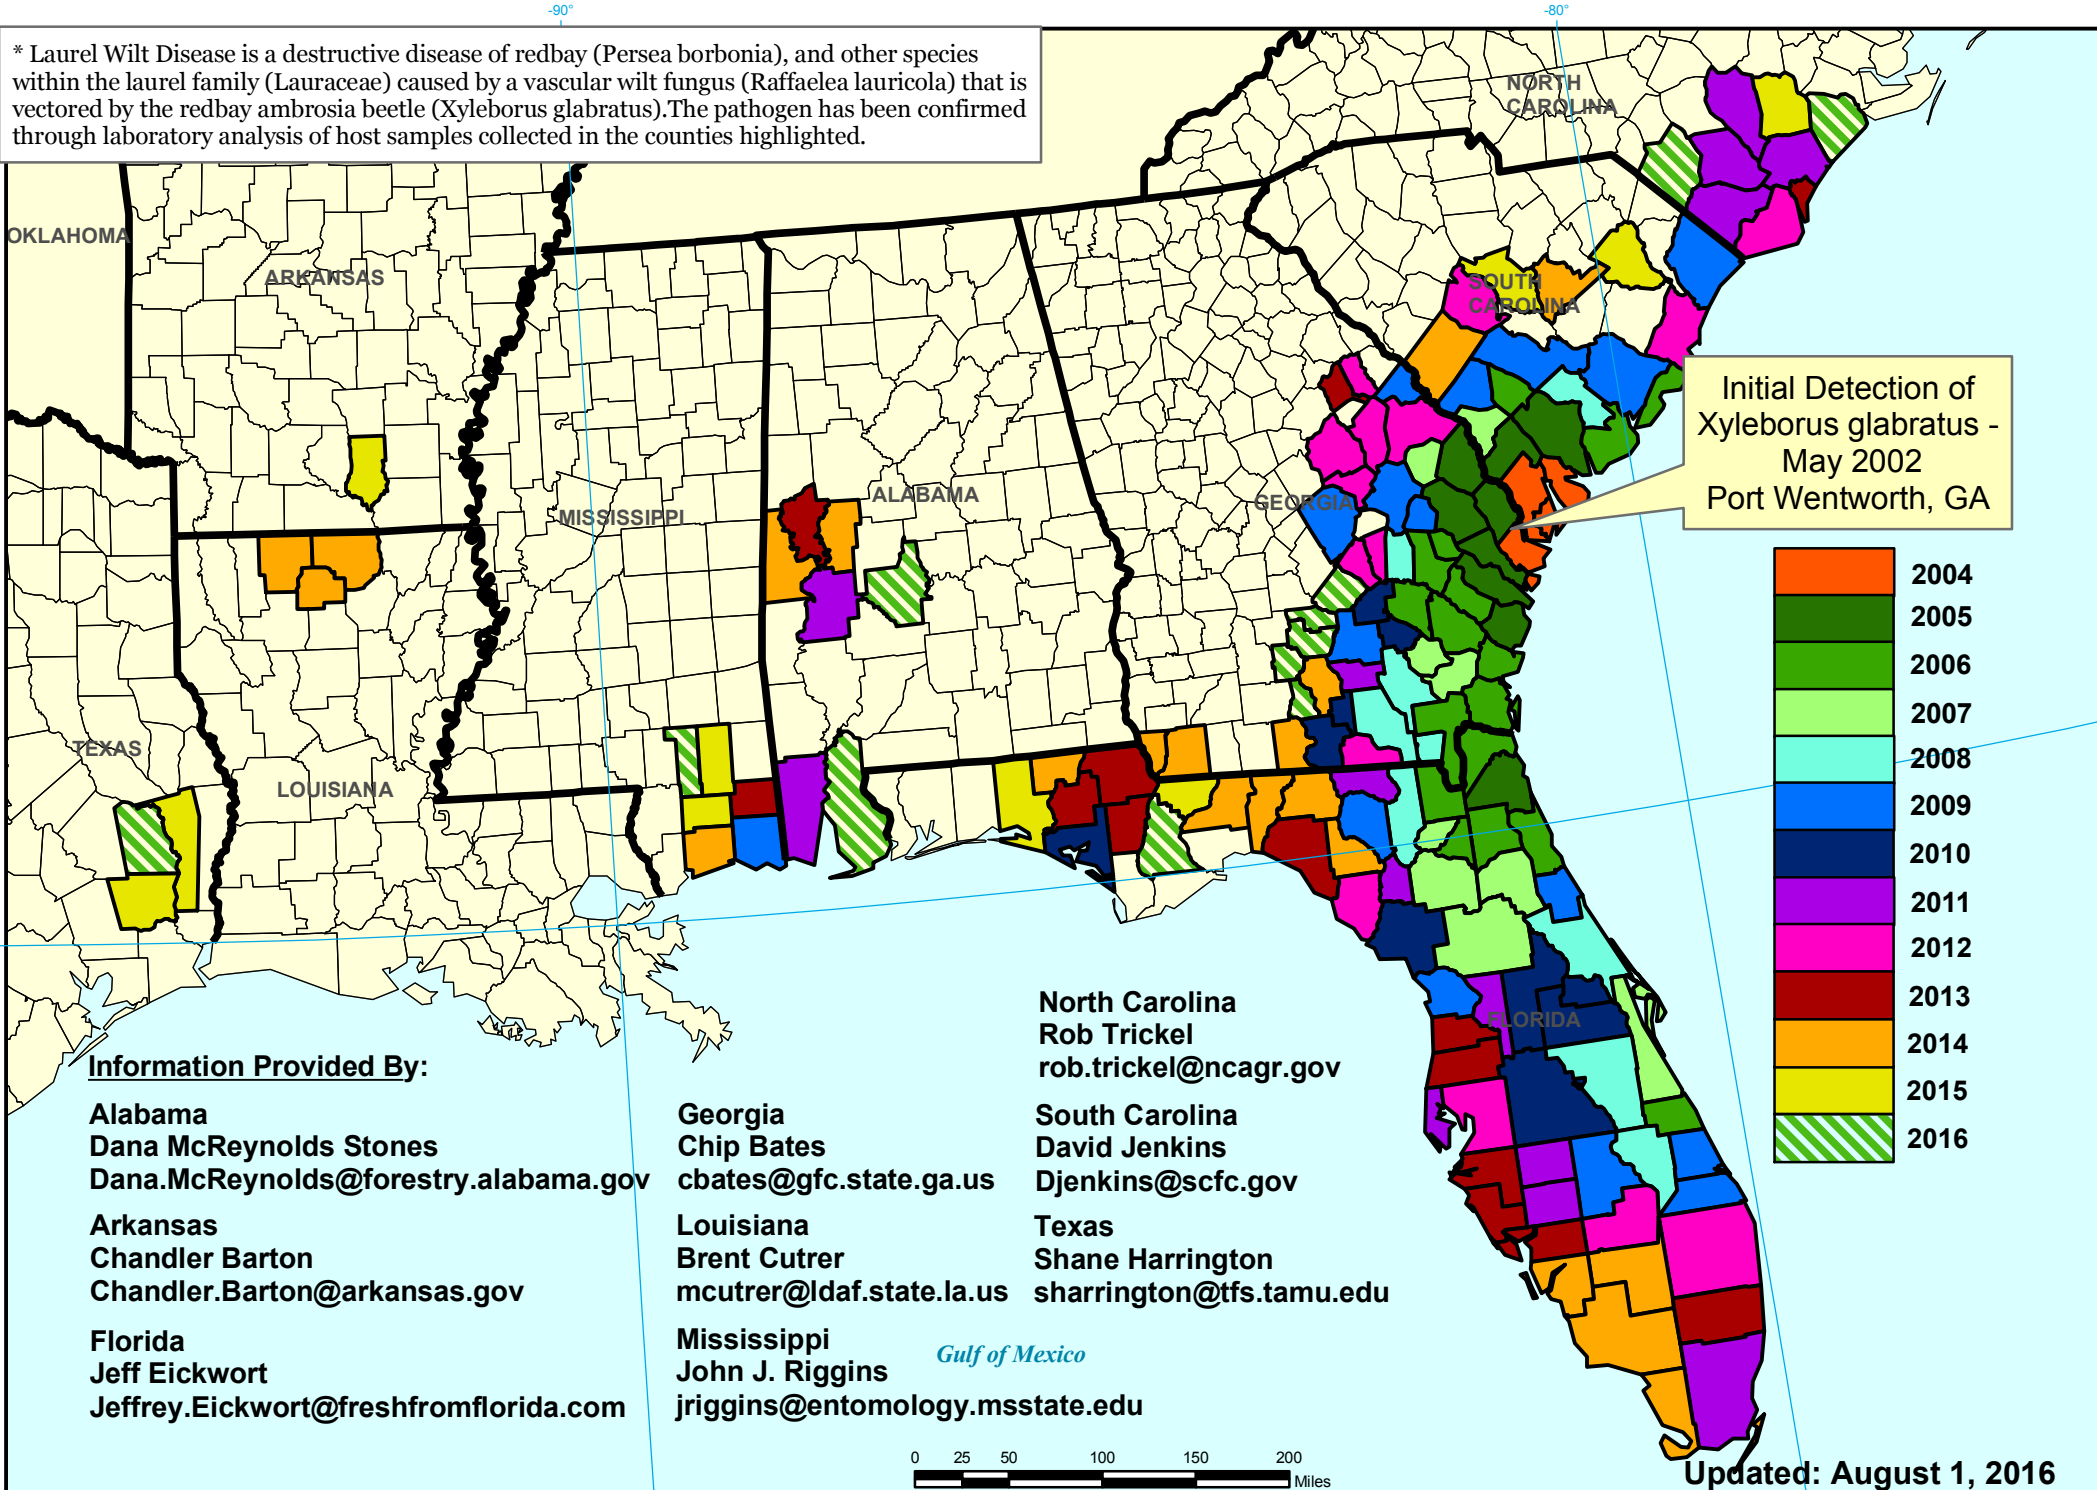 -90°
-80°
* Laurel Wilt Disease is a destructive disease of redbay (Persea borbonia), and other species
within the laurel family (Lauraceae) caused by a vascular wilt fungus (Raffaelea lauricola) that is
vectored by the redbay ambrosia beetle (Xyleborus glabratus).The pathogen has been confirmed
through laboratory analysis of host samples collected in the counties highlighted.
NORTH
CAROLINA
OKLAHOMA
ARKANSAS
SOUTH
CAROLINA
Initial Detection of
Xyleborus glabratus -
May 2002
Port Wentworth, GA
ALABAMA
GEORGIA
MISSISSIPPI
TEXAS
LOUISIANA
FLORIDA
2004
2005
2006
2007
2008
2009
2010
2011
2012
2013
2014
2015
2016
Information Provided By:
Alabama
Dana McReynolds Stones
Dana.McReynolds@forestry.alabama.gov
Arkansas
Chandler Barton
Chandler.Barton@arkansas.gov
Florida
Jeff Eickwort
Jeffrey.Eickwort@freshfromflorida.com
Georgia
Chip Bates
cbates@gfc.state.ga.us
Louisiana
Brent Cutrer
mcutrer@ldaf.state.la.us
Mississippi
John J. Riggins
jriggins@entomology.msstate.edu
North Carolina
Rob Trickel
rob.trickel@ncagr.gov
South Carolina
David Jenkins
Djenkins@scfc.gov
Texas
Shane Harrington
sharrington@tfs.tamu.edu
Gulf of Mexico
0 25 50 100 150 200
Miles
Updated: August 1, 2016